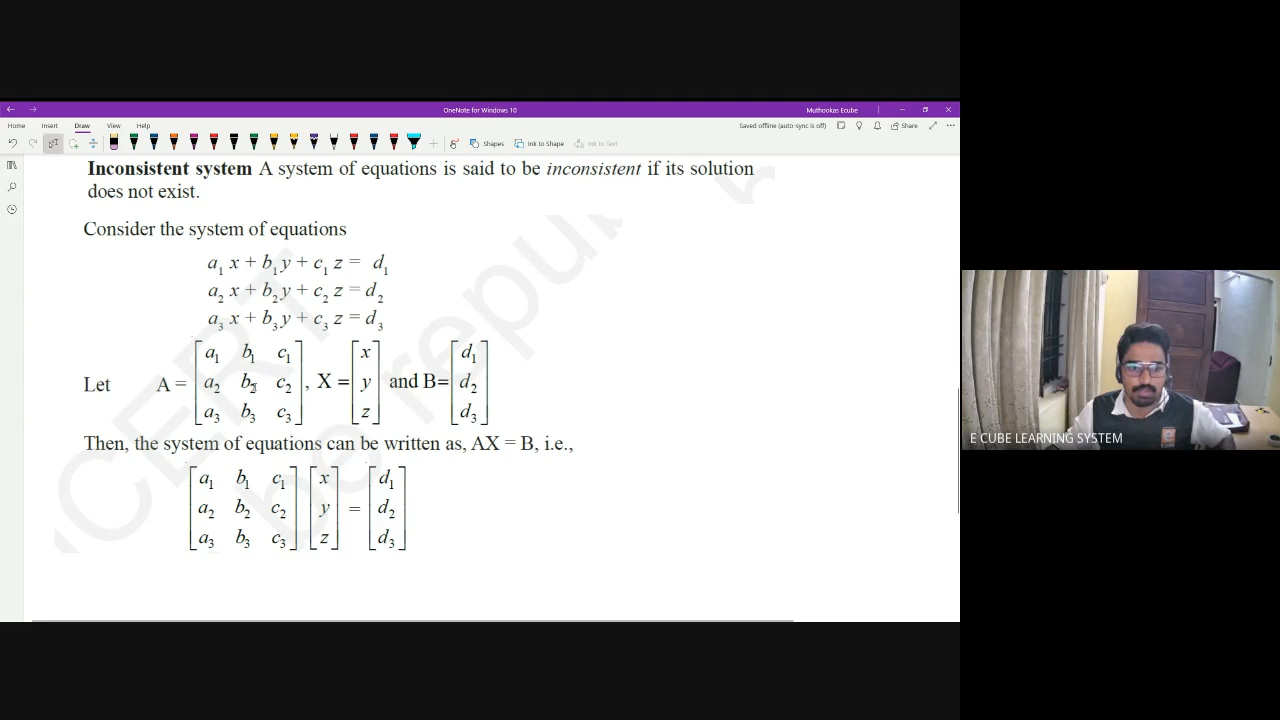 OneNote for Windows 10
Muthookas Ecube
Home Insert Draw View Help
Saved offline (auto-sync is off)
Share
Shapes
Ink to Shape
Ink to Text
Inconsistent system A system of equations is said to be inconsistent if its solution
does not exist.
Consider the system of equations
a₁ x + b₁ y + c₁ z = d₁
a₂ x + b₂ y + c₂ z = d₂
a₃ x + b₃ y + c₃ z = d₃
Let A = [a₁ b₁ c₁; a₂ b₂ c₂; a₃ b₃ c₃], X = [x; y; z] and B= [d₁; d₂; d₃]
Then, the system of equations can be written as, AX = B, i.e.,
[a₁ b₁ c₁; a₂ b₂ c₂; a₃ b₃ c₃] [x; y; z] = [d₁; d₂; d₃]
E CUBE LEARNING SYSTEM